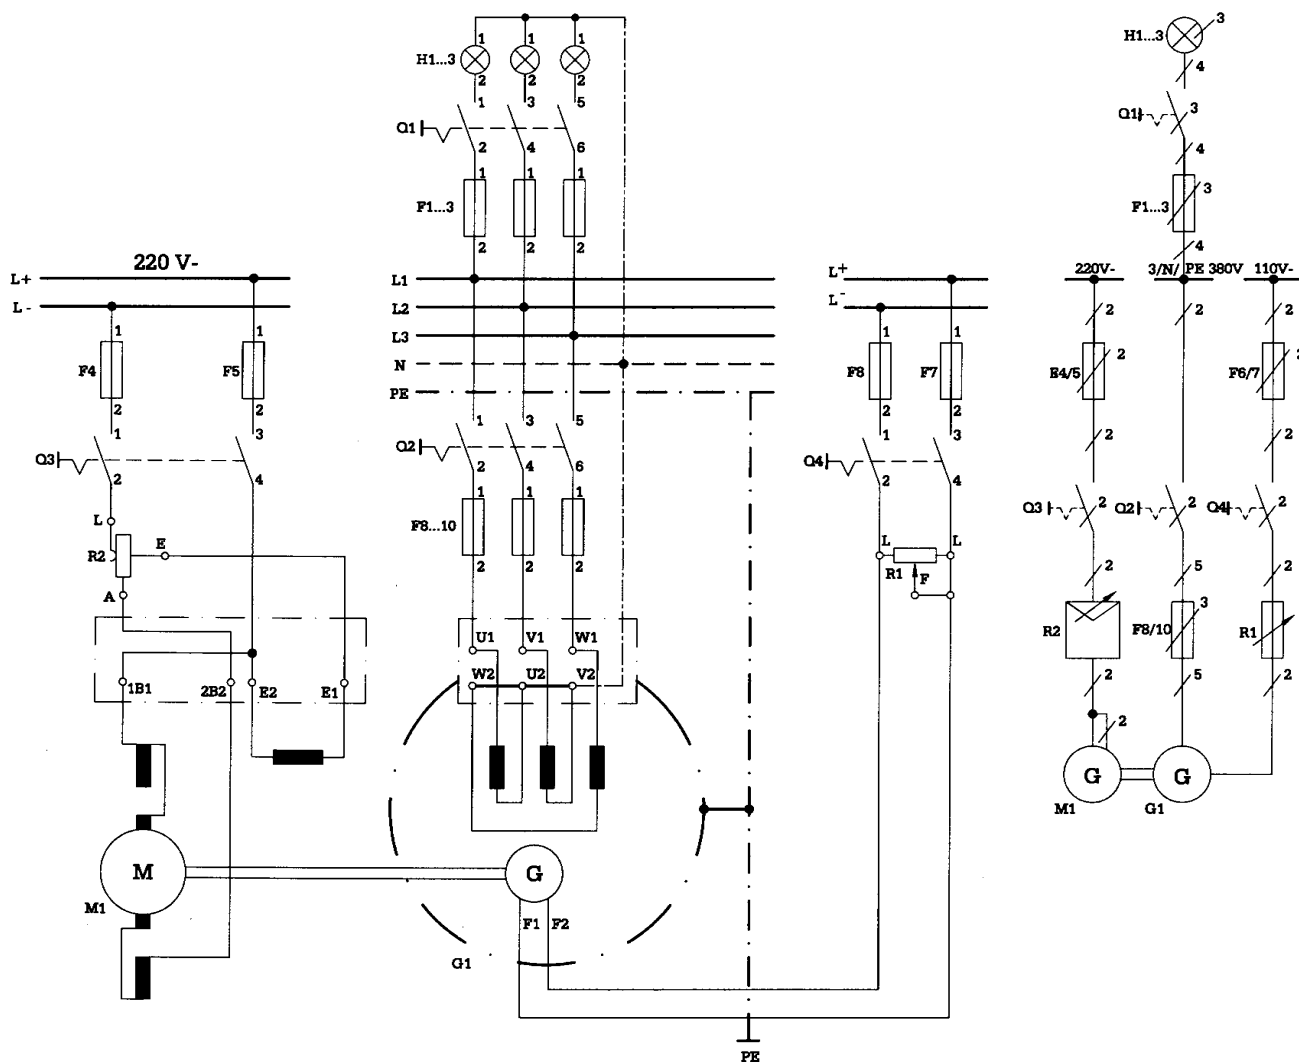 1 1 1
H1...3
2 2 2
1 3 5
Q1
2 4 6
1 1 1
F1...3
2 2 2
220 V-
L+
L -
L1
L2
L3
N
PE
1 1
F4 F5
2 2
1 3
Q3
2 4
L
R2 E
A
1B1 2B2 E2 E1
M
M1
1 3 5
Q2
2 4 6
1 1 1
F8...10
2 2 2
U1 V1 W1
W2 U2 V2
G
F1 F2
G1
PE
L+
L-
1 1
F8 F7
2 2
1 3
Q4
2 4
L L
R1 F
H1...3 3
4
Q1 3
4
F1...3 3
4
220V- 3/N/ PE 380V 110V-
2 2 2
E4/5 2 F6/7 2
2 2
Q3 2 Q2 2 Q4 2
2 5 2
R2 F8/10 3 R1
2 5 2
2
G G
M1 G1